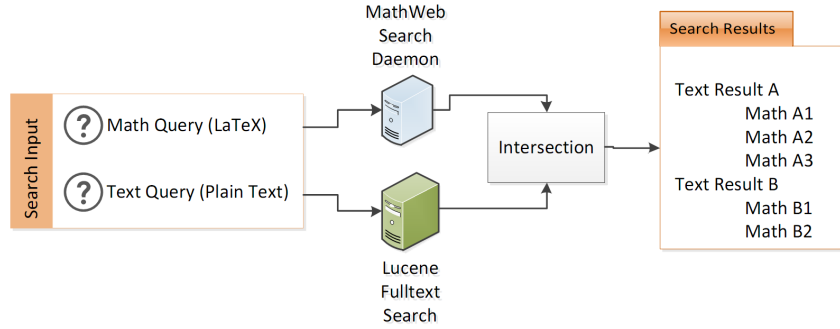 MathWeb
Search
Daemon
Search Input
? Math Query (LaTeX)
? Text Query (Plain Text)
Lucene
Fulltext
Search
Intersection
Search Results
Text Result A
Math A1
Math A2
Math A3
Text Result B
Math B1
Math B2